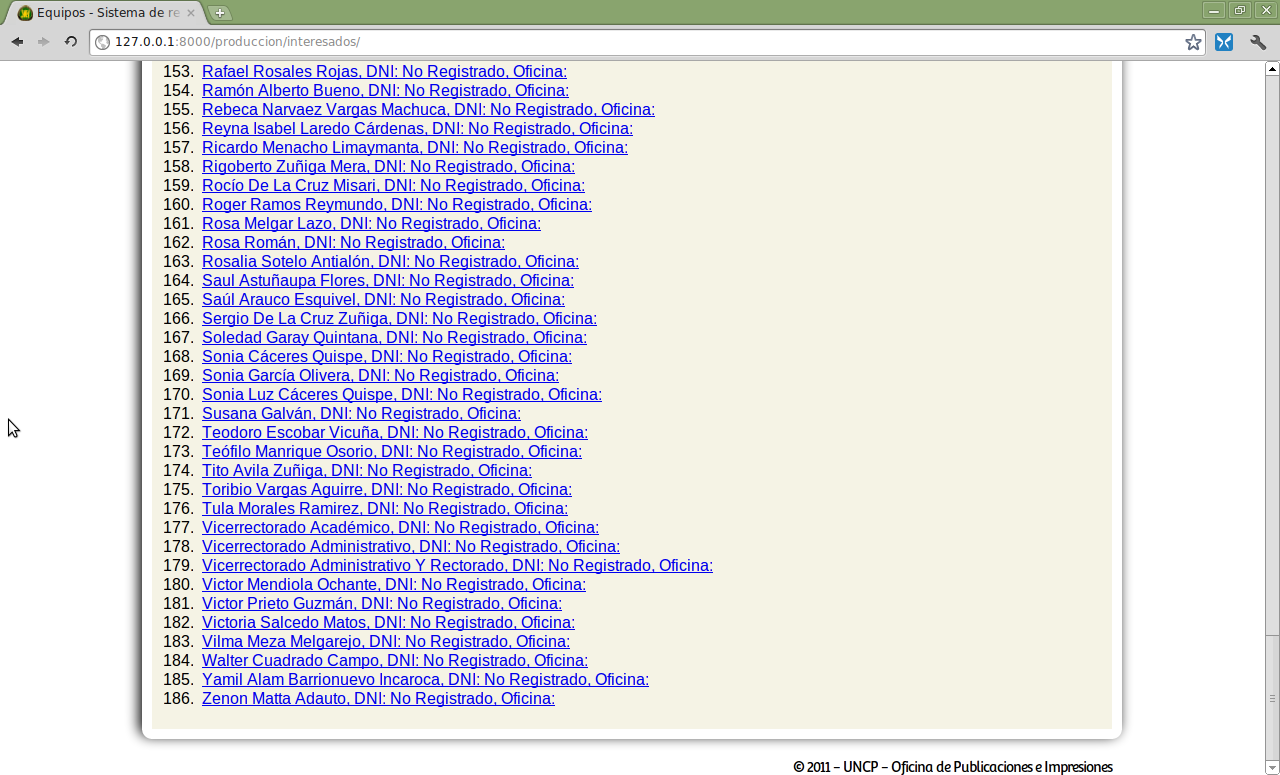 Equipos - Sistema de re
127.0.0.1:8000/produccion/interesados/
153. Rafael Rosales Rojas, DNI: No Registrado, Oficina:
154. Ramón Alberto Bueno, DNI: No Registrado, Oficina:
155. Rebeca Narvaez Vargas Machuca, DNI: No Registrado, Oficina:
156. Reyna Isabel Laredo Cárdenas, DNI: No Registrado, Oficina:
157. Ricardo Menacho Limaymanta, DNI: No Registrado, Oficina:
158. Rigoberto Zuñiga Mera, DNI: No Registrado, Oficina:
159. Rocío De La Cruz Misari, DNI: No Registrado, Oficina:
160. Roger Ramos Reymundo, DNI: No Registrado, Oficina:
161. Rosa Melgar Lazo, DNI: No Registrado, Oficina:
162. Rosa Román, DNI: No Registrado, Oficina:
163. Rosalia Sotelo Antialón, DNI: No Registrado, Oficina:
164. Saul Astuñaupa Flores, DNI: No Registrado, Oficina:
165. Saúl Arauco Esquivel, DNI: No Registrado, Oficina:
166. Sergio De La Cruz Zuñiga, DNI: No Registrado, Oficina:
167. Soledad Garay Quintana, DNI: No Registrado, Oficina:
168. Sonia Cáceres Quispe, DNI: No Registrado, Oficina:
169. Sonia García Olivera, DNI: No Registrado, Oficina:
170. Sonia Luz Cáceres Quispe, DNI: No Registrado, Oficina:
171. Susana Galván, DNI: No Registrado, Oficina:
172. Teodoro Escobar Vicuña, DNI: No Registrado, Oficina:
173. Teófilo Manrique Osorio, DNI: No Registrado, Oficina:
174. Tito Avila Zuñiga, DNI: No Registrado, Oficina:
175. Toribio Vargas Aguirre, DNI: No Registrado, Oficina:
176. Tula Morales Ramirez, DNI: No Registrado, Oficina:
177. Vicerrectorado Académico, DNI: No Registrado, Oficina:
178. Vicerrectorado Administrativo, DNI: No Registrado, Oficina:
179. Vicerrectorado Administrativo Y Rectorado, DNI: No Registrado, Oficina:
180. Victor Mendiola Ochante, DNI: No Registrado, Oficina:
181. Victor Prieto Guzmán, DNI: No Registrado, Oficina:
182. Victoria Salcedo Matos, DNI: No Registrado, Oficina:
183. Vilma Meza Melgarejo, DNI: No Registrado, Oficina:
184. Walter Cuadrado Campo, DNI: No Registrado, Oficina:
185. Yamil Alam Barrionuevo Incaroca, DNI: No Registrado, Oficina:
186. Zenon Matta Adauto, DNI: No Registrado, Oficina:
© 2011 – UNCP – Oficina de Publicaciones e Impresiones